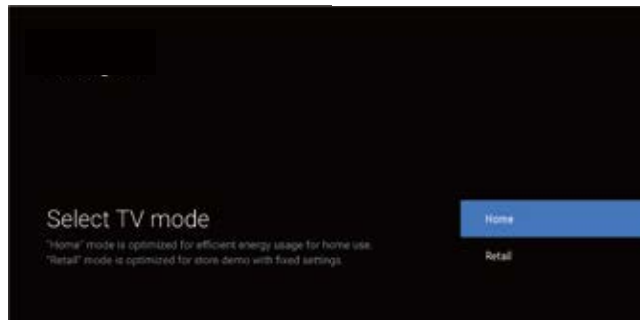 Select TV mode
"Home" mode is optimized for efficient energy usage for home use.
"Retail" mode is optimized for store demo with fixed settings.
Home
Retail